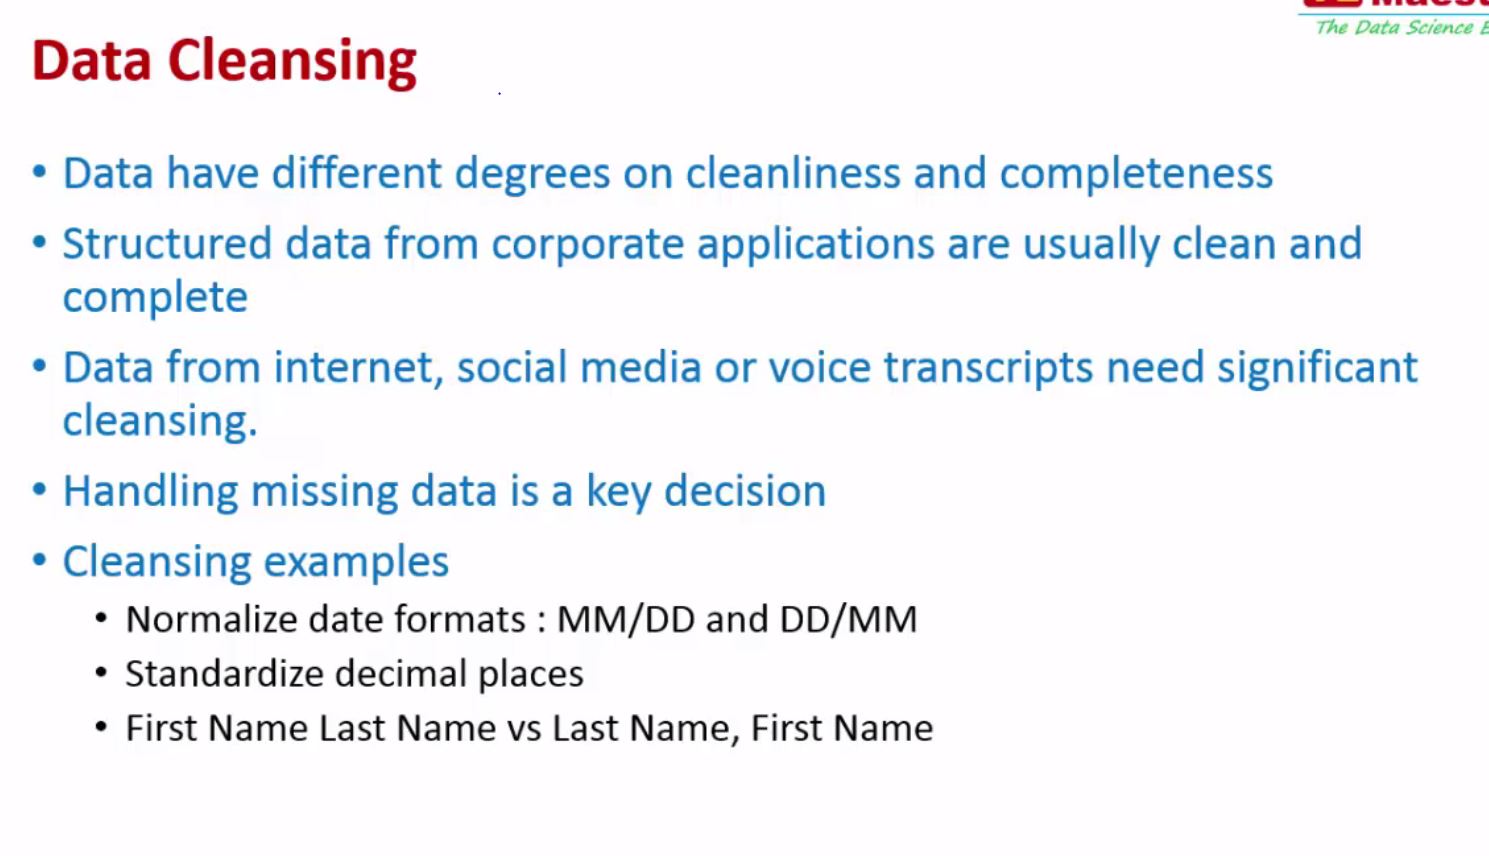 The Data Science
Data Cleansing
• Data have different degrees on cleanliness and completeness
• Structured data from corporate applications are usually clean and
complete
• Data from internet, social media or voice transcripts need significant
cleansing.
• Handling missing data is a key decision
• Cleansing examples
• Normalize date formats : MM/DD and DD/MM
• Standardize decimal places
• First Name Last Name vs Last Name, First Name